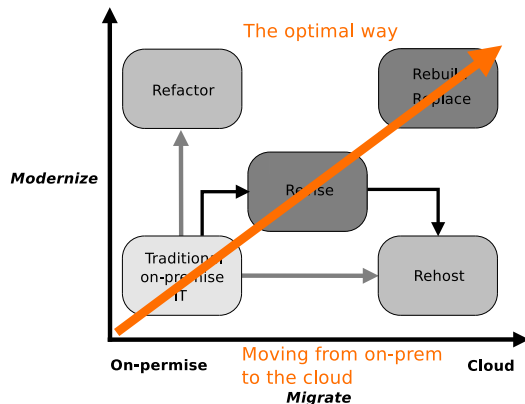 The optimal way
Refactor
Rebuild
Replace
Modernize
Revise
Traditional
on-premise
IT
Rehost
On-permise
Moving from on-prem
to the cloud
Cloud
Migrate